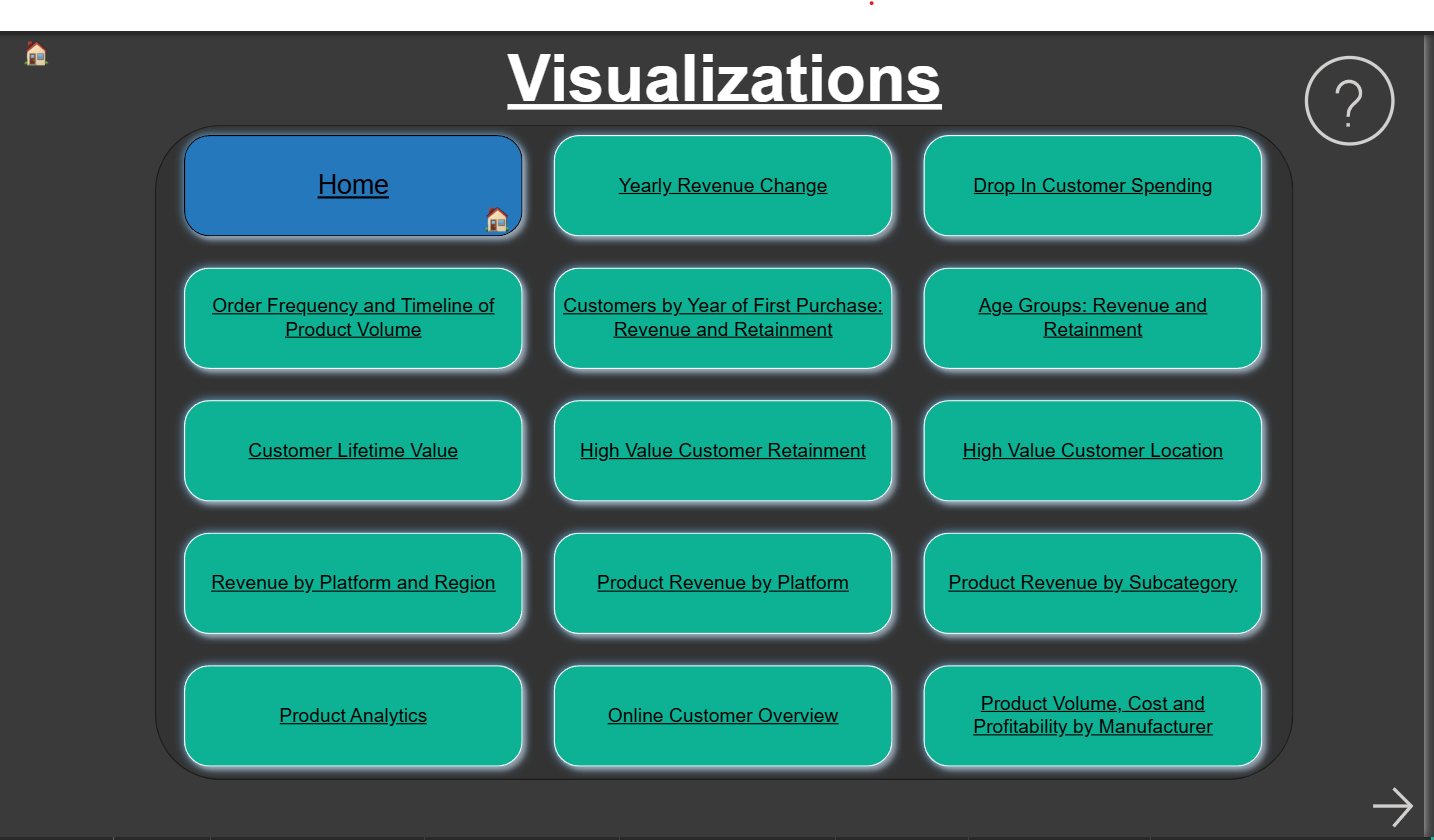 Visualizations
?
Home
Yearly Revenue Change
Drop In Customer Spending
Order Frequency and Timeline of
Product Volume
Customers by Year of First Purchase:
Revenue and Retainment
Age Groups: Revenue and
Retainment
Customer Lifetime Value
High Value Customer Retainment
High Value Customer Location
Revenue by Platform and Region
Product Revenue by Platform
Product Revenue by Subcategory
Product Analytics
Online Customer Overview
Product Volume, Cost and
Profitability by Manufacturer